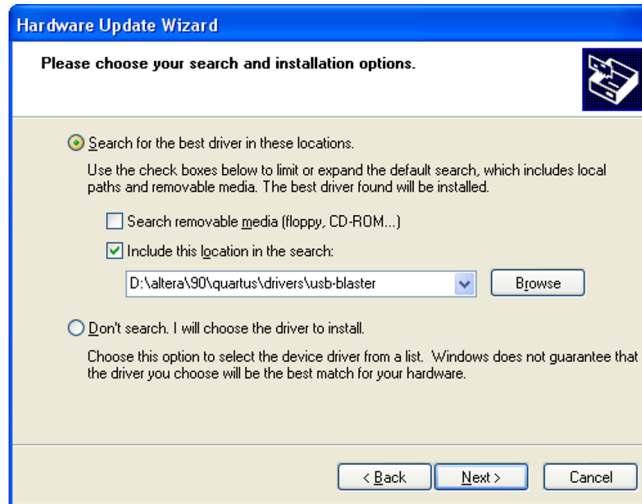 Hardware Update Wizard
Please choose your search and installation options.
Search for the best driver in these locations.
Use the check boxes below to limit or expand the default search, which includes local
paths and removable media. The best driver found will be installed.
Search removable media (floppy, CD-ROM...)
Include this location in the search:
D:\altera\90\quartus\drivers\usb-blaster
Browse
Don't search. I will choose the driver to install.
Choose this option to select the device driver from a list. Windows does not guarantee that
the driver you choose will be the best match for your hardware.
< Back
Next >
Cancel